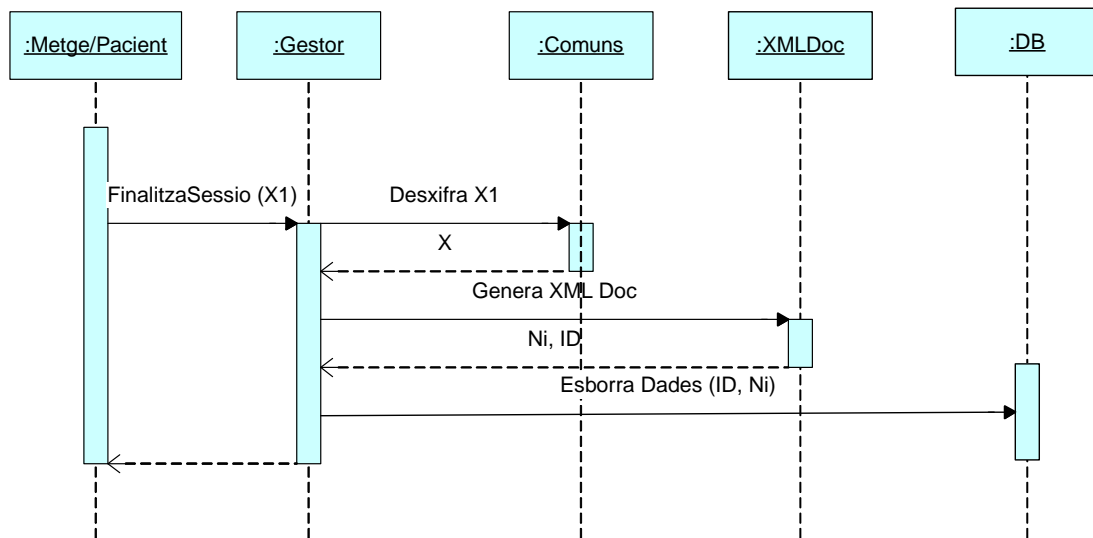 :Metge/Pacient
:Gestor
:Comuns
:XMLDoc
:DB
FinalitzaSessio (X1)
Desxifra X1
X
Genera XML Doc
Ni, ID
Esborra Dades (ID, Ni)